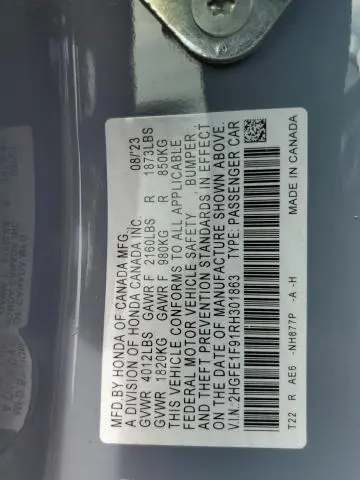 MFD.BY HONDA OF CANADA MFG., 08/'23
A DIVISION OF HONDA CANADA INC.
GVWR 4012LBS GAWR F 2160LBS R 1873LBS
GVWR 1820KG GAWR F 980KG R 850KG
THIS VEHICLE CONFORMS TO ALL APPLICABLE
FEDERAL MOTOR VEHICLE SAFETY BUMPER,
AND THEFT PREVENTION STANDARDS IN EFFECT
ON THE DATE OF MANUFACTURE SHOWN ABOVE.
V.I.N: 2HGFE1F91RH301863 TYPE: PASSENGER CAR
T22 R AE6 -NH877P -A -H MADE IN CANADA